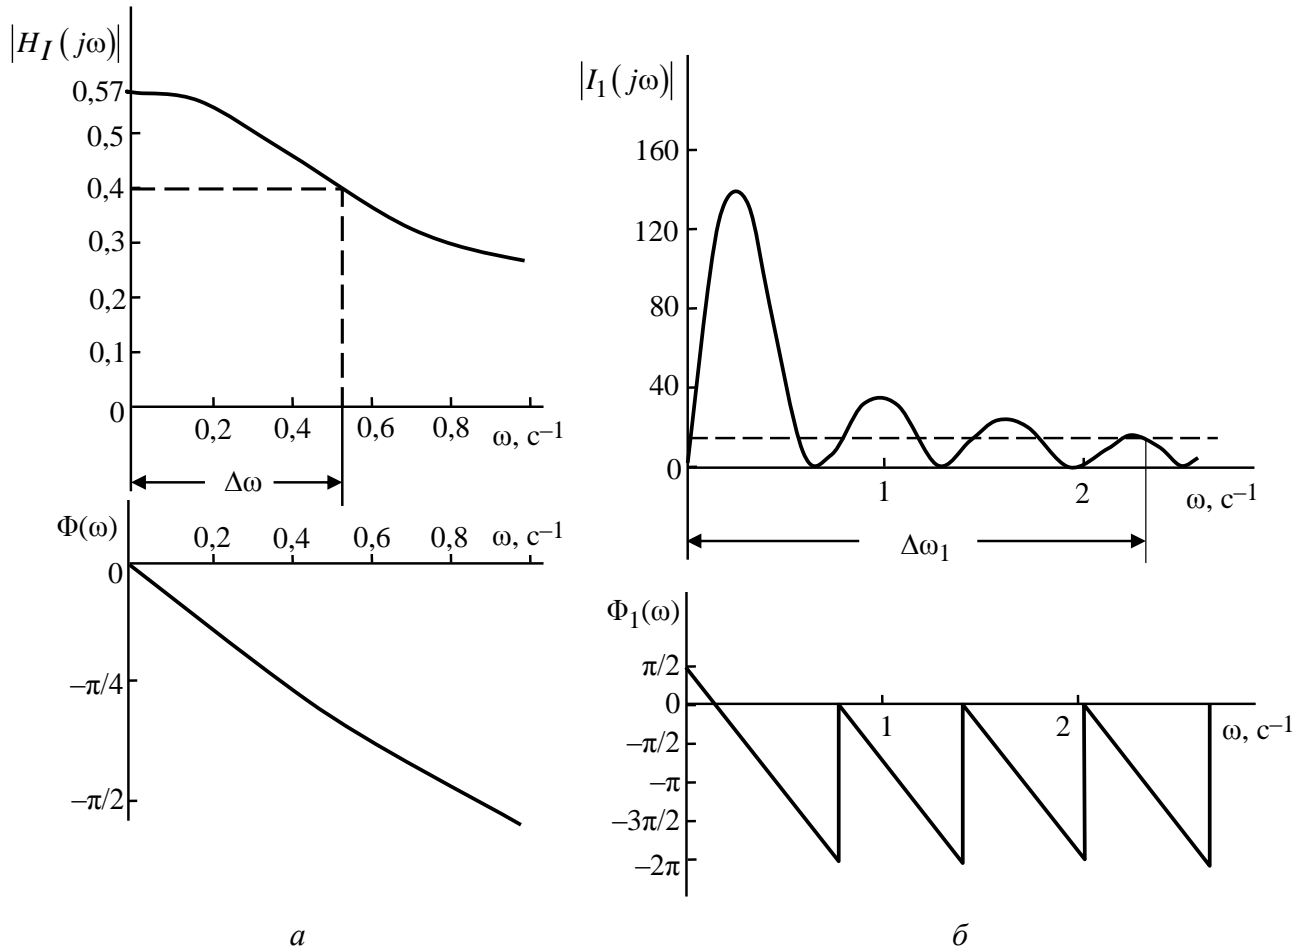 |H_I(jω)|
0,57
0,5
0,4
0,3
0,2
0,1
0
0,2 0,4 0,6 0,8 ω, c⁻¹
Δω
Φ(ω)
0,2 0,4 0,6 0,8 ω, c⁻¹
0
−π/4
−π/2
а
|I₁(jω)|
160
120
80
40
0
1 2 ω, c⁻¹
Δω₁
Φ₁(ω)
π/2
0
1 2 ω, c⁻¹
−π/2
−π
−3π/2
−2π
б